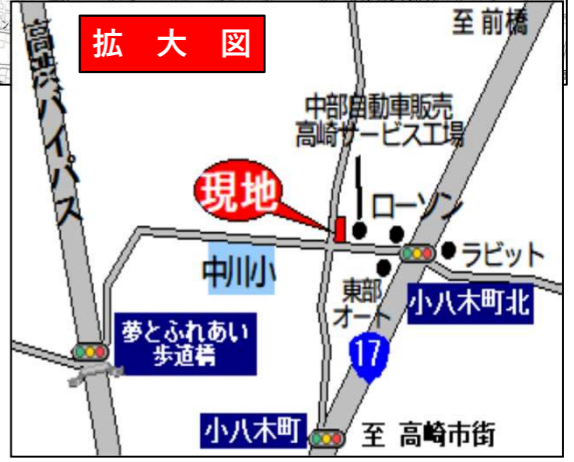 拡大図
至 前橋
高渋バイパス
中部自動車販売
高崎サービス工場
現地
ローソン
ラビット
中川小
東部
オート
小八木町北
夢とふれあい
歩道橋
17
小八木町
至 高崎市街